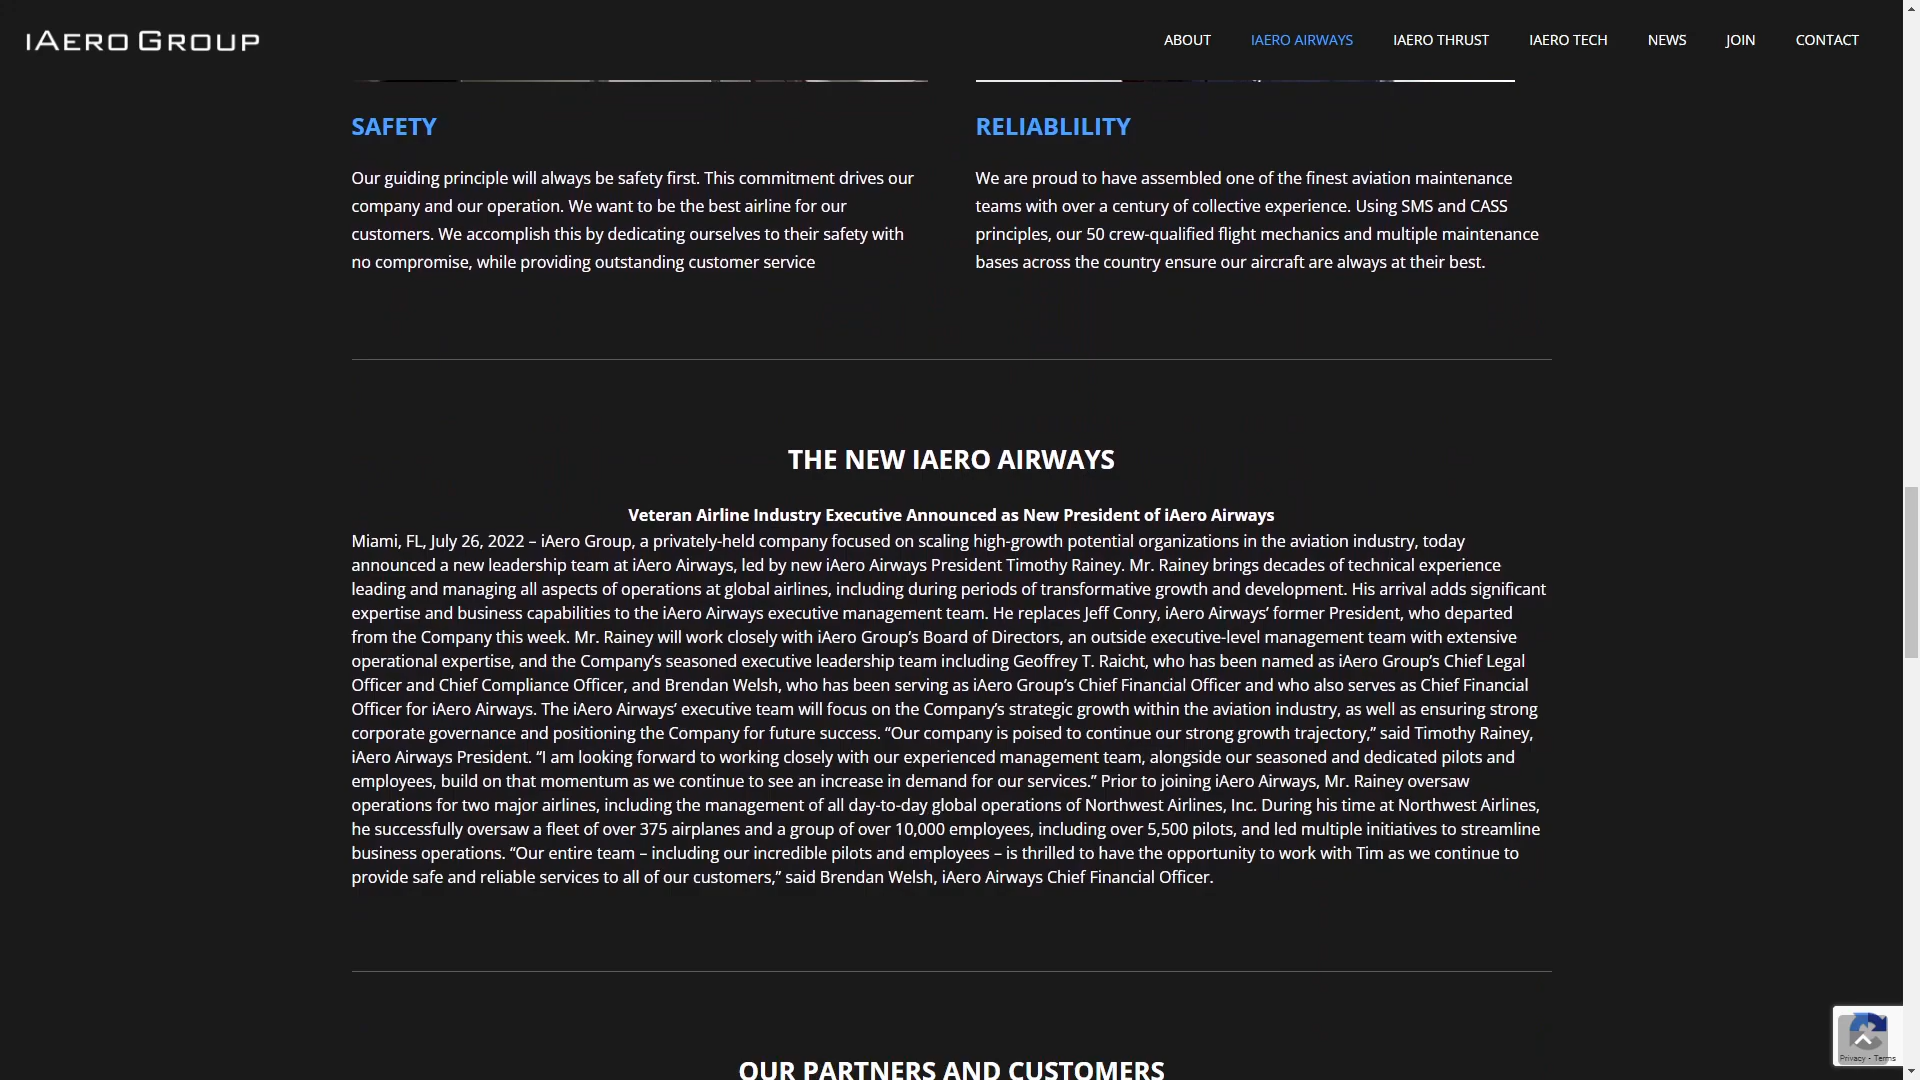 iAero Group
ABOUT
IAERO AIRWAYS
IAERO THRUST
IAERO TECH
NEWS
JOIN
CONTACT
SAFETY
Our guiding principle will always be safety first. This commitment drives our
company and our operation. We want to be the best airline for our
customers. We accomplish this by dedicating ourselves to their safety with
no compromise, while providing outstanding customer service
RELIABLILITY
We are proud to have assembled one of the finest aviation maintenance
teams with over a century of collective experience. Using SMS and CASS
principles, our 50 crew-qualified flight mechanics and multiple maintenance
bases across the country ensure our aircraft are always at their best.
THE NEW IAERO AIRWAYS
Veteran Airline Industry Executive Announced as New President of iAero Airways
Miami, FL, July 26, 2022 – iAero Group, a privately-held company focused on scaling high-growth potential organizations in the aviation industry, today
announced a new leadership team at iAero Airways, led by new iAero Airways President Timothy Rainey. Mr. Rainey brings decades of technical experience
leading and managing all aspects of operations at global airlines, including during periods of transformative growth and development. His arrival adds significant
expertise and business capabilities to the iAero Airways executive management team. He replaces Jeff Conry, iAero Airways’ former President, who departed
from the Company this week. Mr. Rainey will work closely with iAero Group’s Board of Directors, an outside executive-level management team with extensive
operational expertise, and the Company’s seasoned executive leadership team including Geoffrey T. Raicht, who has been named as iAero Group’s Chief Legal
Officer and Chief Compliance Officer, and Brendan Welsh, who has been serving as iAero Group’s Chief Financial Officer and who also serves as Chief Financial
Officer for iAero Airways. The iAero Airways’ executive team will focus on the Company’s strategic growth within the aviation industry, as well as ensuring strong
corporate governance and positioning the Company for future success. “Our company is poised to continue our strong growth trajectory,” said Timothy Rainey,
iAero Airways President. “I am looking forward to working closely with our experienced management team, alongside our seasoned and dedicated pilots and
employees, build on that momentum as we continue to see an increase in demand for our services.” Prior to joining iAero Airways, Mr. Rainey oversaw
operations for two major airlines, including the management of all day-to-day global operations of Northwest Airlines, Inc. During his time at Northwest Airlines,
he successfully oversaw a fleet of over 375 airplanes and a group of over 10,000 employees, including over 5,500 pilots, and led multiple initiatives to streamline
business operations. “Our entire team – including our incredible pilots and employees – is thrilled to have the opportunity to work with Tim as we continue to
provide safe and reliable services to all of our customers,” said Brendan Welsh, iAero Airways Chief Financial Officer.
OUR PARTNERS AND CUSTOMERS
Privacy - Terms